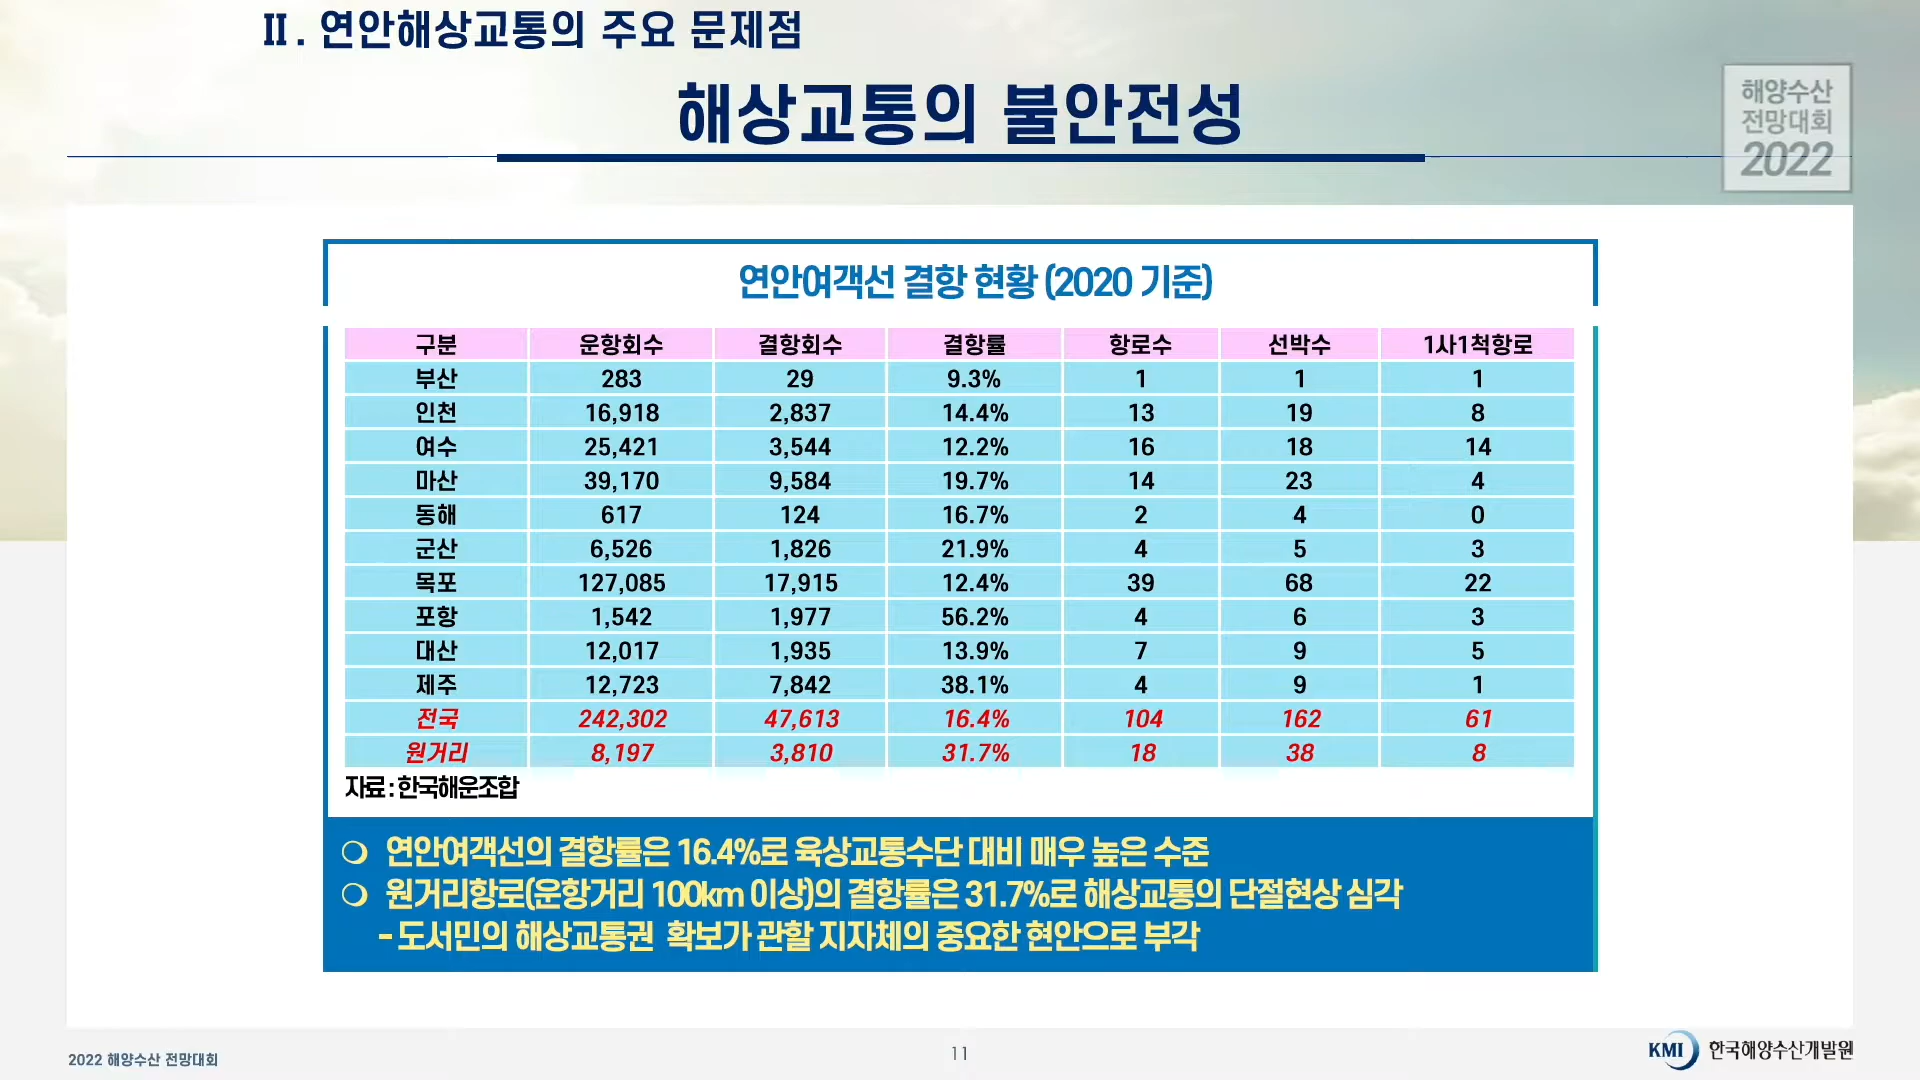 Ⅱ. 연안해상교통의 주요 문제점
해상교통의 불안전성
해양수산
전망대회
2022
연안여객선 결항 현황 (2020 기준)
구분 운항회수 결항회수 결항률 항로수 선박수 1사1척항로
부산 283 29 9.3% 1 1 1
인천 16,918 2,837 14.4% 13 19 8
여수 25,421 3,544 12.2% 16 18 14
마산 39,170 9,584 19.7% 14 23 4
동해 617 124 16.7% 2 4 0
군산 6,526 1,826 21.9% 4 5 3
목포 127,085 17,915 12.4% 39 68 22
포항 1,542 1,977 56.2% 4 6 3
대산 12,017 1,935 13.9% 7 9 5
제주 12,723 7,842 38.1% 4 9 1
전국 242,302 47,613 16.4% 104 162 61
원거리 8,197 3,810 31.7% 18 38 8
자료 : 한국해운조합
❍ 연안여객선의 결항률은 16.4%로 육상교통수단 대비 매우 높은 수준
❍ 원거리항로(운항거리 100km 이상)의 결항률은 31.7%로 해상교통의 단절현상 심각
- 도서민의 해상교통권 확보가 관할 지자체의 중요한 현안으로 부각
2022 해양수산 전망대회
11
KMI 한국해양수산개발원